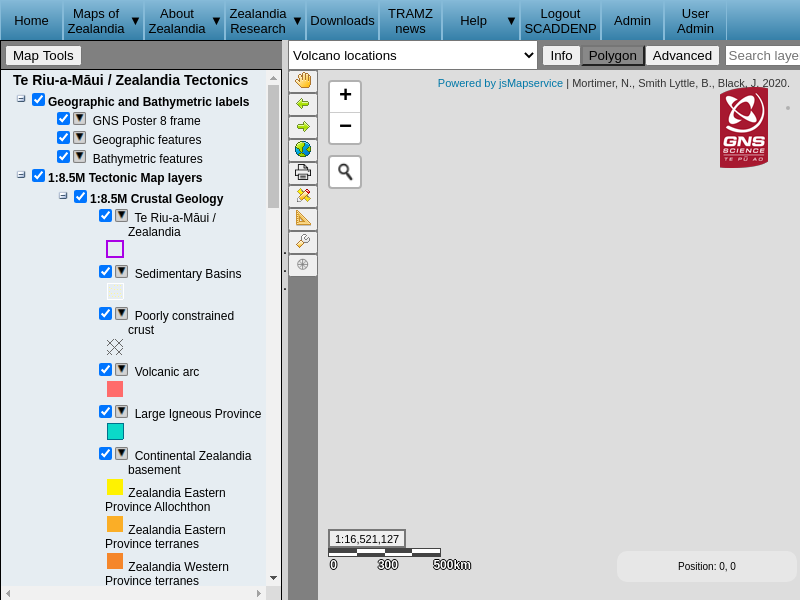 Home
Maps of Zealandia ▼
About Zealandia ▼
Zealandia Research ▼
Downloads
TRAMZ news
Help ▼
Logout SCADDENP
Admin
User Admin
Map Tools
Volcano locations
Info
Polygon
Advanced
Search laye
Te Riu-a-Māui / Zealandia Tectonics
Geographic and Bathymetric labels
GNS Poster 8 frame
Geographic features
Bathymetric features
1:8.5M Tectonic Map layers
1:8.5M Crustal Geology
Te Riu-a-Māui /
Zealandia
Sedimentary Basins
Poorly constrained
crust
Volcanic arc
Large Igneous Province
Continental Zealandia
basement
Zealandia Eastern
Province Allochthon
Zealandia Eastern
Province terranes
Zealandia Western
Province terranes
+
−
Powered by jsMapservice | Mortimer, N., Smith Lyttle, B., Black, J. 2020.
GNS
SCIENCE
TE PŪ AO
1:16,521,127
0 300 500km
Position: 0, 0